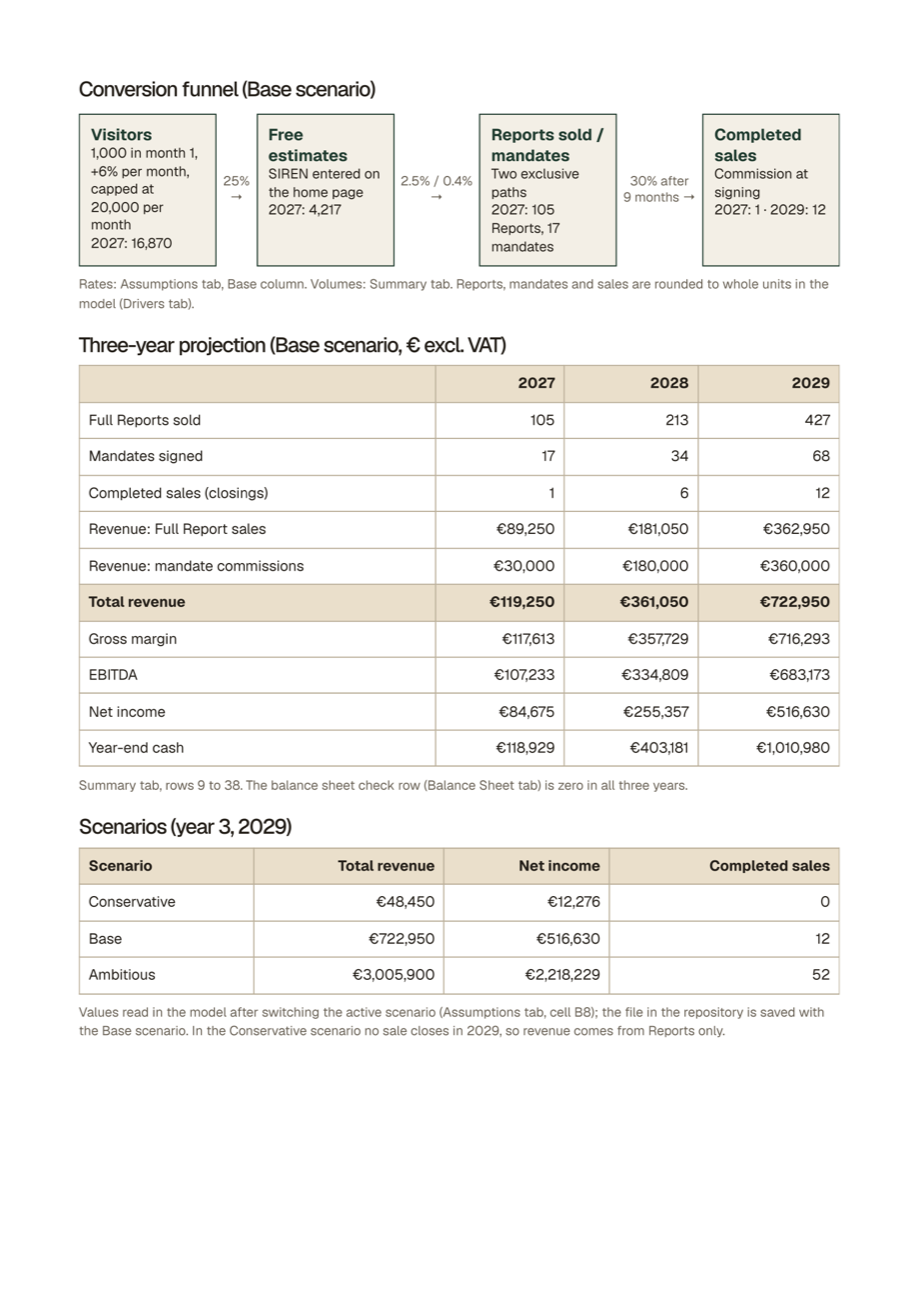 Conversion funnel (Base scenario)
Visitors
1,000 in month 1,
+6% per month,
capped at
20,000 per
month
2027: 16,870
25%
→
Free
estimates
SIREN entered on
the home page
2027: 4,217
2.5% / 0.4%
→
Reports sold /
mandates
Two exclusive
paths
2027: 105
Reports, 17
mandates
30% after
9 months →
Completed
sales
Commission at
signing
2027: 1 · 2029: 12
Rates: Assumptions tab, Base column. Volumes: Summary tab. Reports, mandates and sales are rounded to whole units in the
model (Drivers tab).
Three-year projection (Base scenario, € excl. VAT)
2027 2028 2029
Full Reports sold 105 213 427
Mandates signed 17 34 68
Completed sales (closings) 1 6 12
Revenue: Full Report sales €89,250 €181,050 €362,950
Revenue: mandate commissions €30,000 €180,000 €360,000
Total revenue €119,250 €361,050 €722,950
Gross margin €117,613 €357,729 €716,293
EBITDA €107,233 €334,809 €683,173
Net income €84,675 €255,357 €516,630
Year-end cash €118,929 €403,181 €1,010,980
Summary tab, rows 9 to 38. The balance sheet check row (Balance Sheet tab) is zero in all three years.
Scenarios (year 3, 2029)
Scenario Total revenue Net income Completed sales
Conservative €48,450 €12,276 0
Base €722,950 €516,630 12
Ambitious €3,005,900 €2,218,229 52
Values read in the model after switching the active scenario (Assumptions tab, cell B8); the file in the repository is saved with
the Base scenario. In the Conservative scenario no sale closes in 2029, so revenue comes from Reports only.